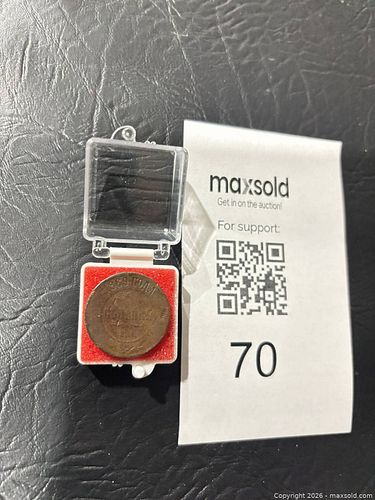 maxsold
Get in on the auction!
For support:
70
Copyright 2026 - maxsold.com